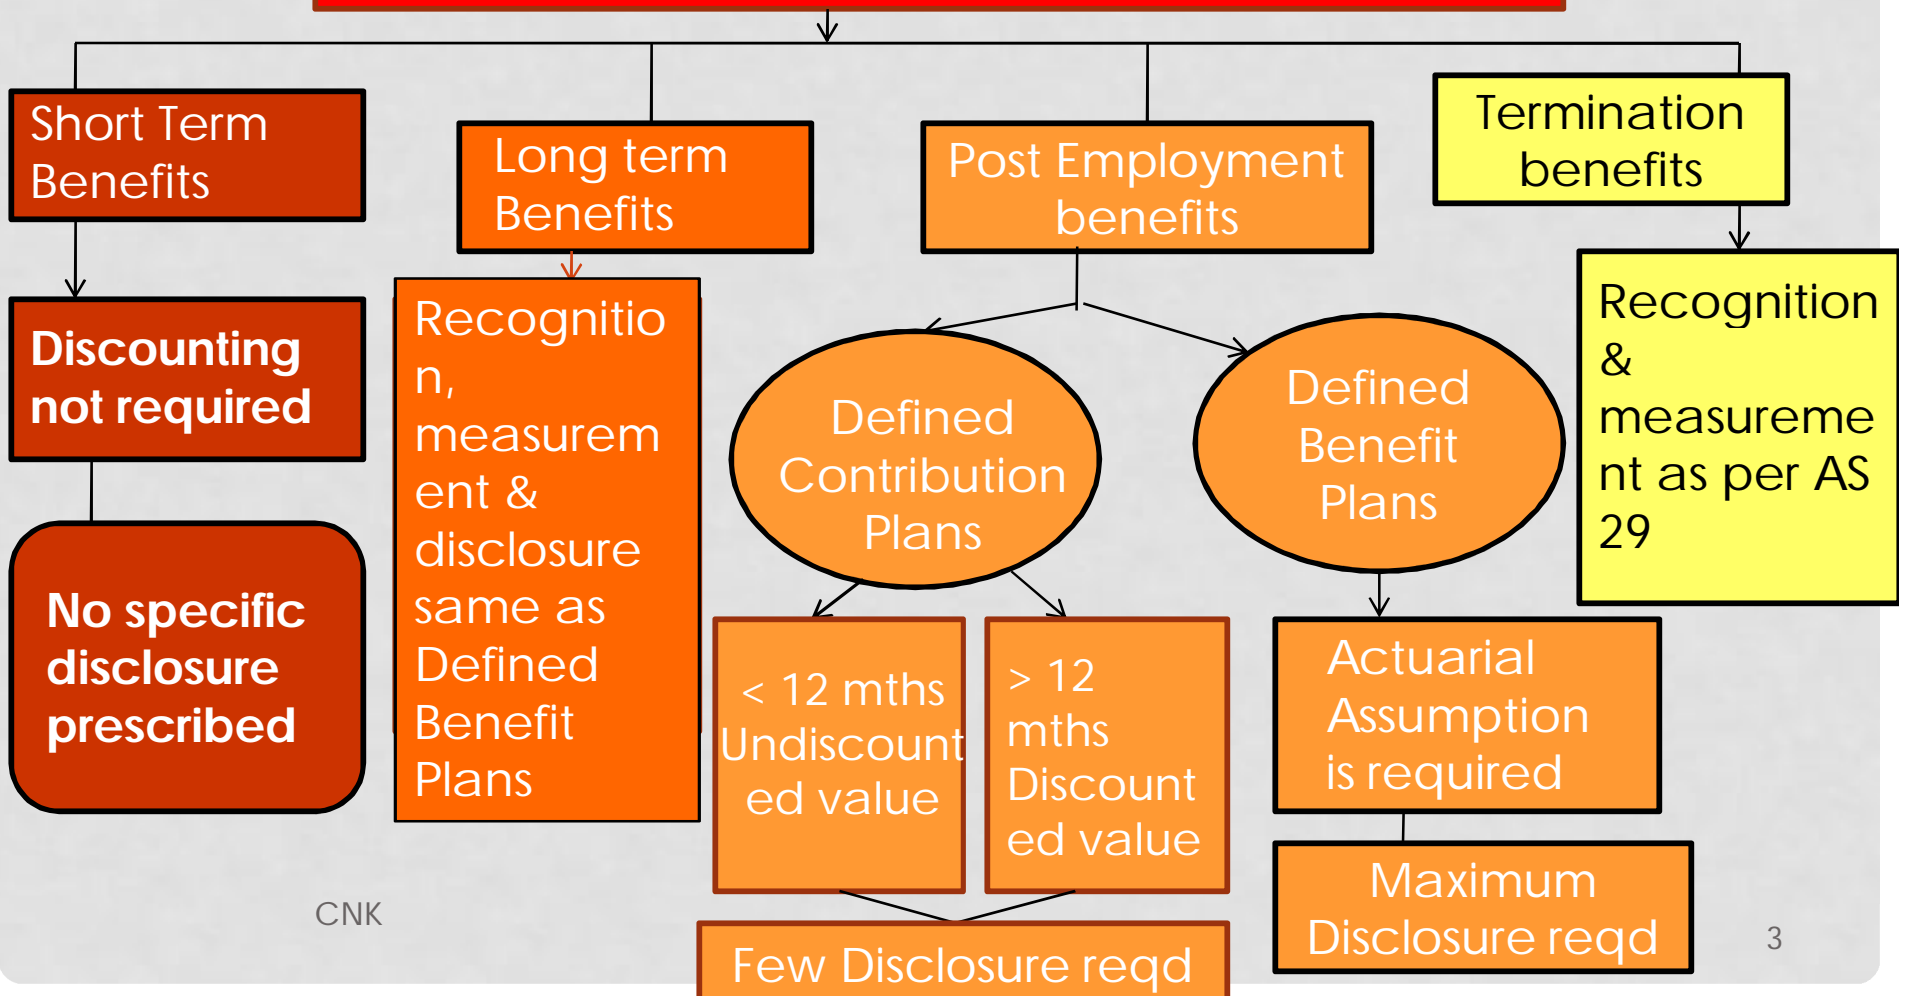 Short Term
Benefits
Long term
Benefits
Post Employment
benefits
Termination
benefits
Discounting
not required
No specific
disclosure
prescribed
Recognitio
n,
measurem
ent &
disclosure
same as
Defined
Benefit
Plans
Defined
Contribution
Plans
Defined
Benefit
Plans
Recognition
&
measureme
nt as per AS
29
< 12 mths
Undiscount
ed value
> 12
mths
Discount
ed value
Actuarial
Assumption
is required
Few Disclosure reqd
Maximum
Disclosure reqd
CNK
3